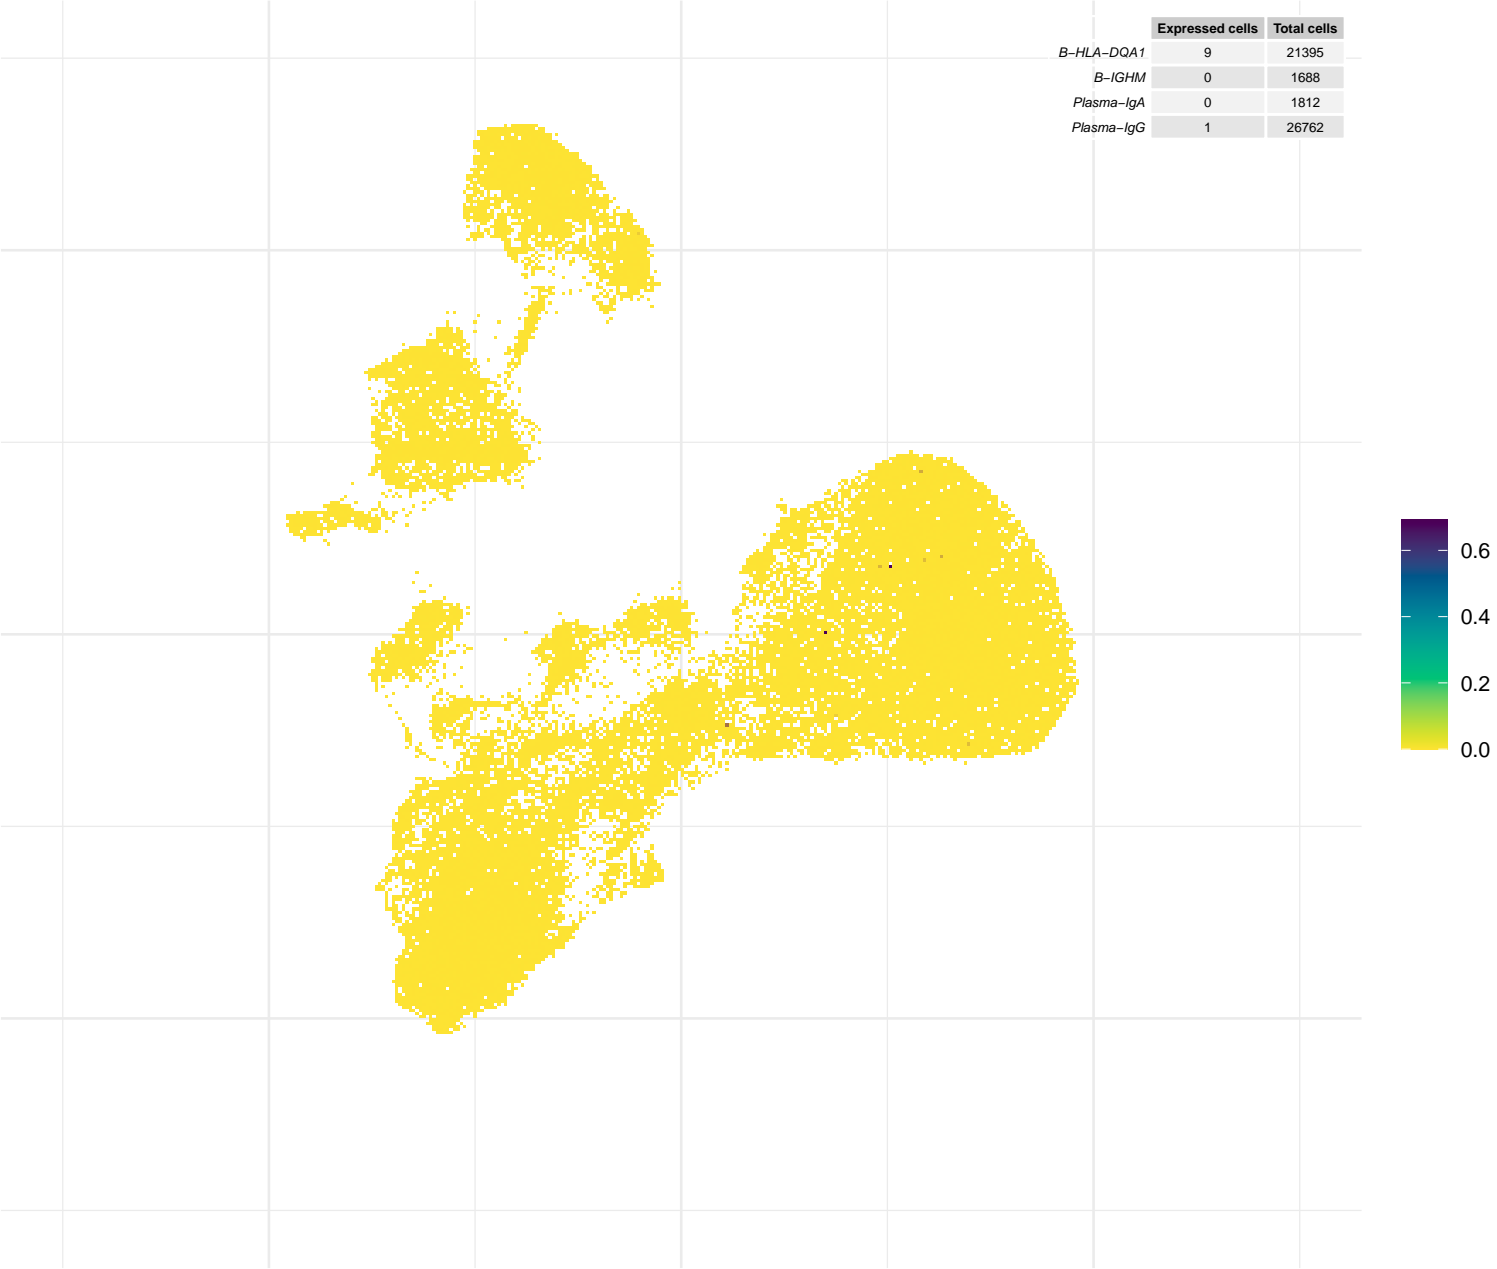 Expressed cells Total cells
B−HLA−DQA1 9 21395
B−IGHM 0 1688
Plasma−IgA 0 1812
Plasma−IgG 1 26762
0.6
0.4
0.2
0.0